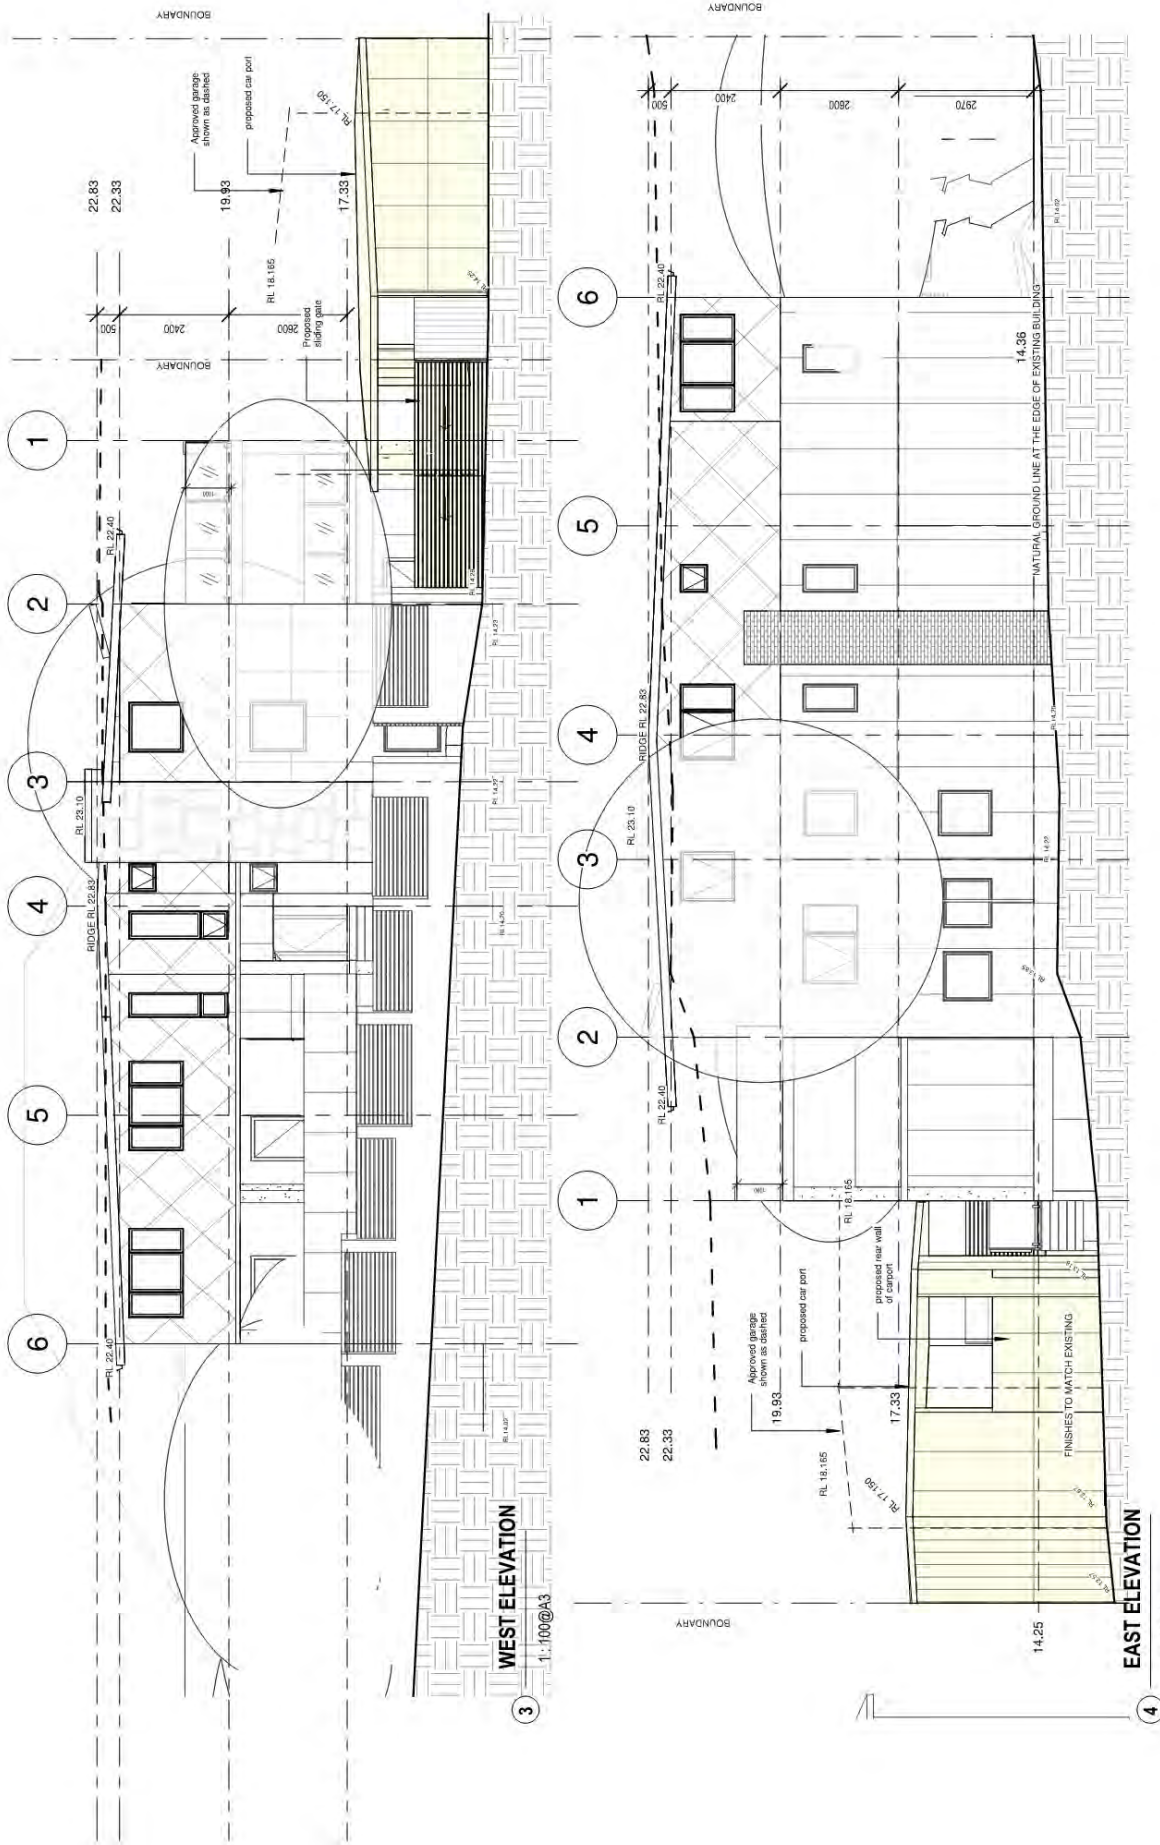 BOUNDARY
Approved garage
shown as dashed
proposed car port
RL 17.150
22.83
22.33
19.93
17.33
RL 18.165
500
2400
2600
BOUNDARY
Proposed
sliding gate
RL 14.25
1
2
3
4
5
6
RL 22.40
RL 23.10
RIDGE RL 22.83
RL 22.40
WEST ELEVATION
1 : 100@A3
3
BOUNDARY
500
2400
2600
2970
6
5
4
3
2
1
RL 22.40
RIDGE RL 22.83
RL 23.10
RL 22.40
14.36
NATURAL GROUND LINE AT THE EDGE OF EXISTING BUILDING
RL 18.165
proposed rear wall
of carport
proposed car port
Approved garage
shown as dashed
22.83
22.33
19.93
17.33
RL 18.165
RL 17.150
FINISHES TO MATCH EXISTING
BOUNDARY
14.25
EAST ELEVATION
4